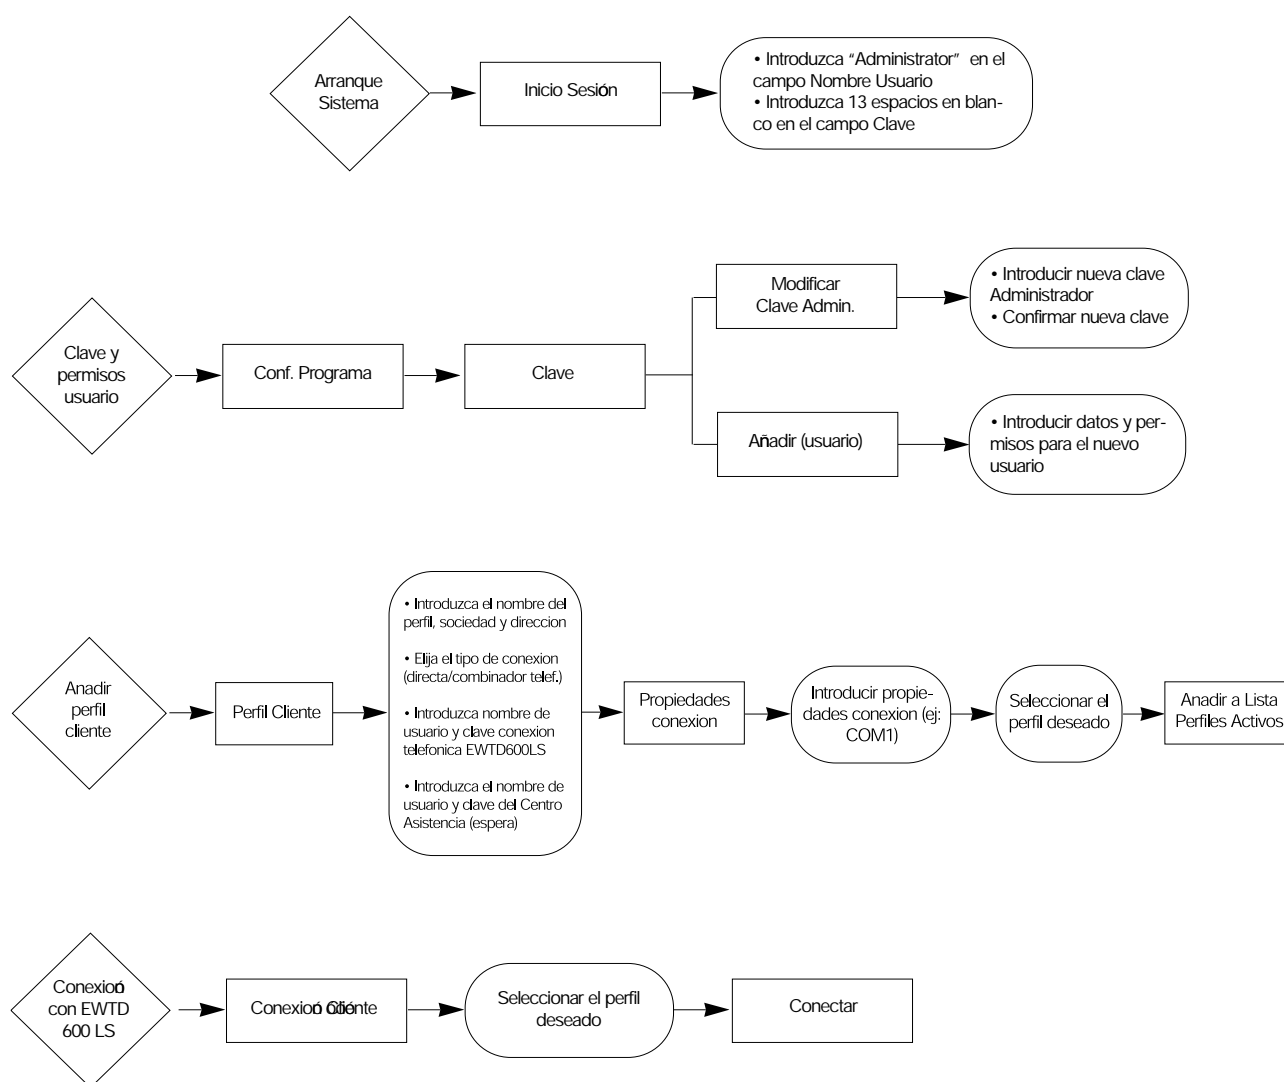 Arranque
Sistema
Inicio Sesión
• Introduzca "Administrator" en el
campo Nombre Usuario
• Introduzca 13 espacios en blan-
co en el campo Clave
Clave y
permisos
usuario
Conf. Programa
Clave
Modificar
Clave Admin.
• Introducir nueva clave
Administrador
• Confirmar nueva clave
Añadir (usuario)
• Introducir datos y per-
misos para el nuevo
usuario
Anadir
perfil
cliente
Perfil Cliente
• Introduzca el nombre del
perfil, sociedad y direccion
• Elija el tipo de conexion
(directa/combinador telef.)
• Introduzca nombre de
usuario y clave conexion
telefonica EWTD600LS
• Introduzca el nombre de
usuario y clave del Centro
Asistencia (espera)
Propiedades
conexion
Introducir propie-
dades conexion (ej:
COM1)
Seleccionar el
perfil deseado
Anadir a Lista
Perfiles Activos
Conexión
con EWTD
600 LS
Conexion
Seleccionar el perfil
deseado
Conectar